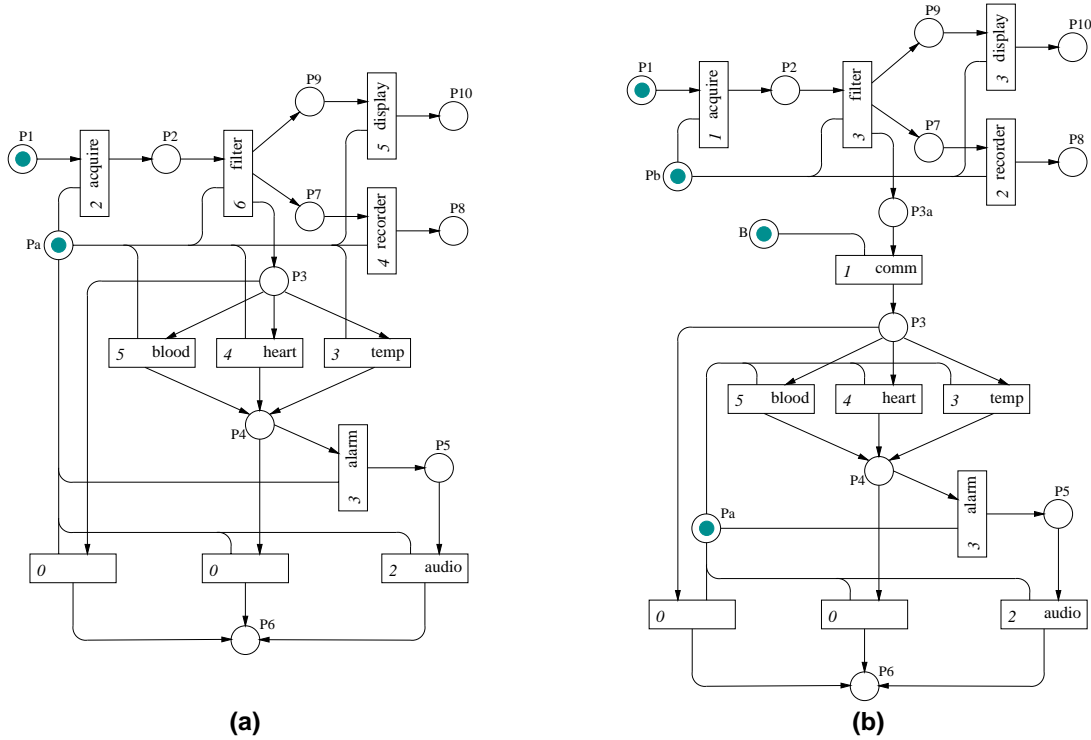 P9
display
5
P10
P1
acquire
2
P2
filter
6
P7
recorder
4
P8
Pa
P3
5 blood
4 heart
3 temp
P4
alarm
3
P5
0
0
2 audio
P6
(a)
P9
display
3
P10
P1
acquire
1
P2
filter
3
P7
recorder
2
P8
Pb
P3a
B
1 comm
P3
5 blood
4 heart
3 temp
P4
alarm
3
P5
Pa
0
0
2 audio
P6
(b)